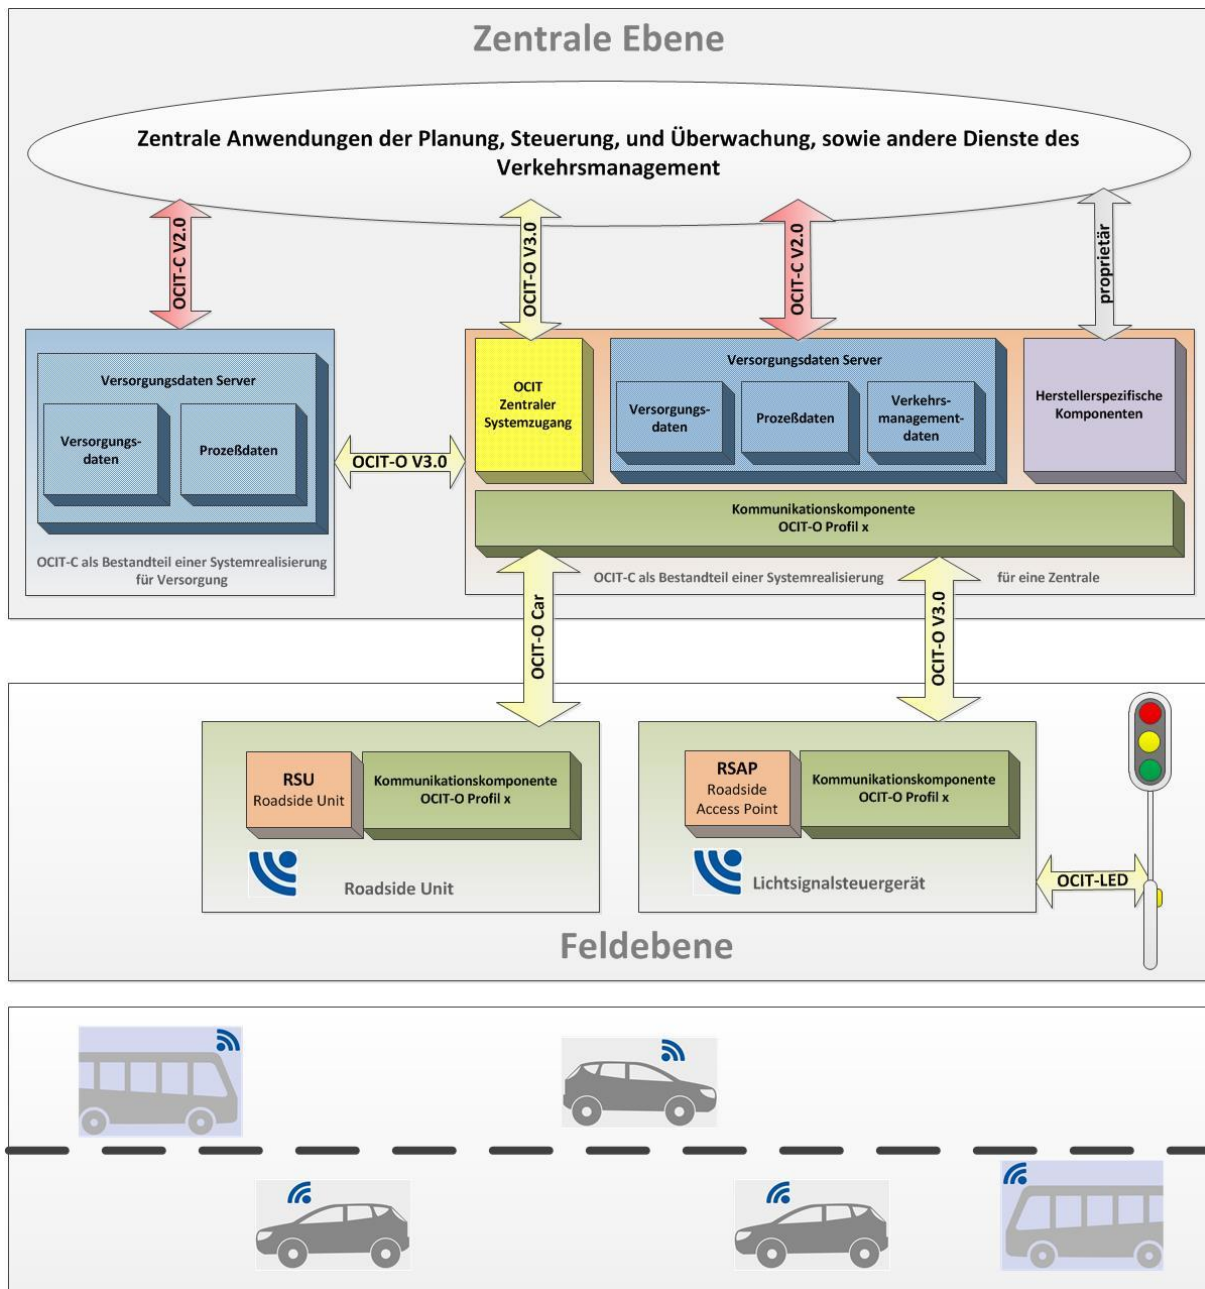 Zentrale Ebene
Zentrale Anwendungen der Planung, Steuerung, und Überwachung, sowie andere Dienste des
Verkehrsmanagement
OCIT-C V2.0
OCIT-O V3.0
OCIT-C V2.0
proprietär
Versorgungsdaten Server
Versorgungs-
daten
Prozeßdaten
OCIT-C als Bestandteil einer Systemrealisierung
für Versorgung
OCIT-O V3.0
OCIT
Zentraler
Systemzugang
Versorgungsdaten Server
Versorgungs-
daten
Prozeßdaten
Verkehrs-
management-
daten
Herstellerspezifische
Komponenten
Kommunikationskomponente
OCIT-O Profil x
OCIT-C als Bestandteil einer Systemrealisierung
für eine Zentrale
OCIT-O Car
OCIT-O V3.0
RSU
Roadside Unit
Kommunikationskomponente
OCIT-O Profil x
Roadside Unit
RSAP
Roadside
Access Point
Kommunikationskomponente
OCIT-O Profil x
Lichtsignalsteuergerät
OCIT-LED
Feldebene